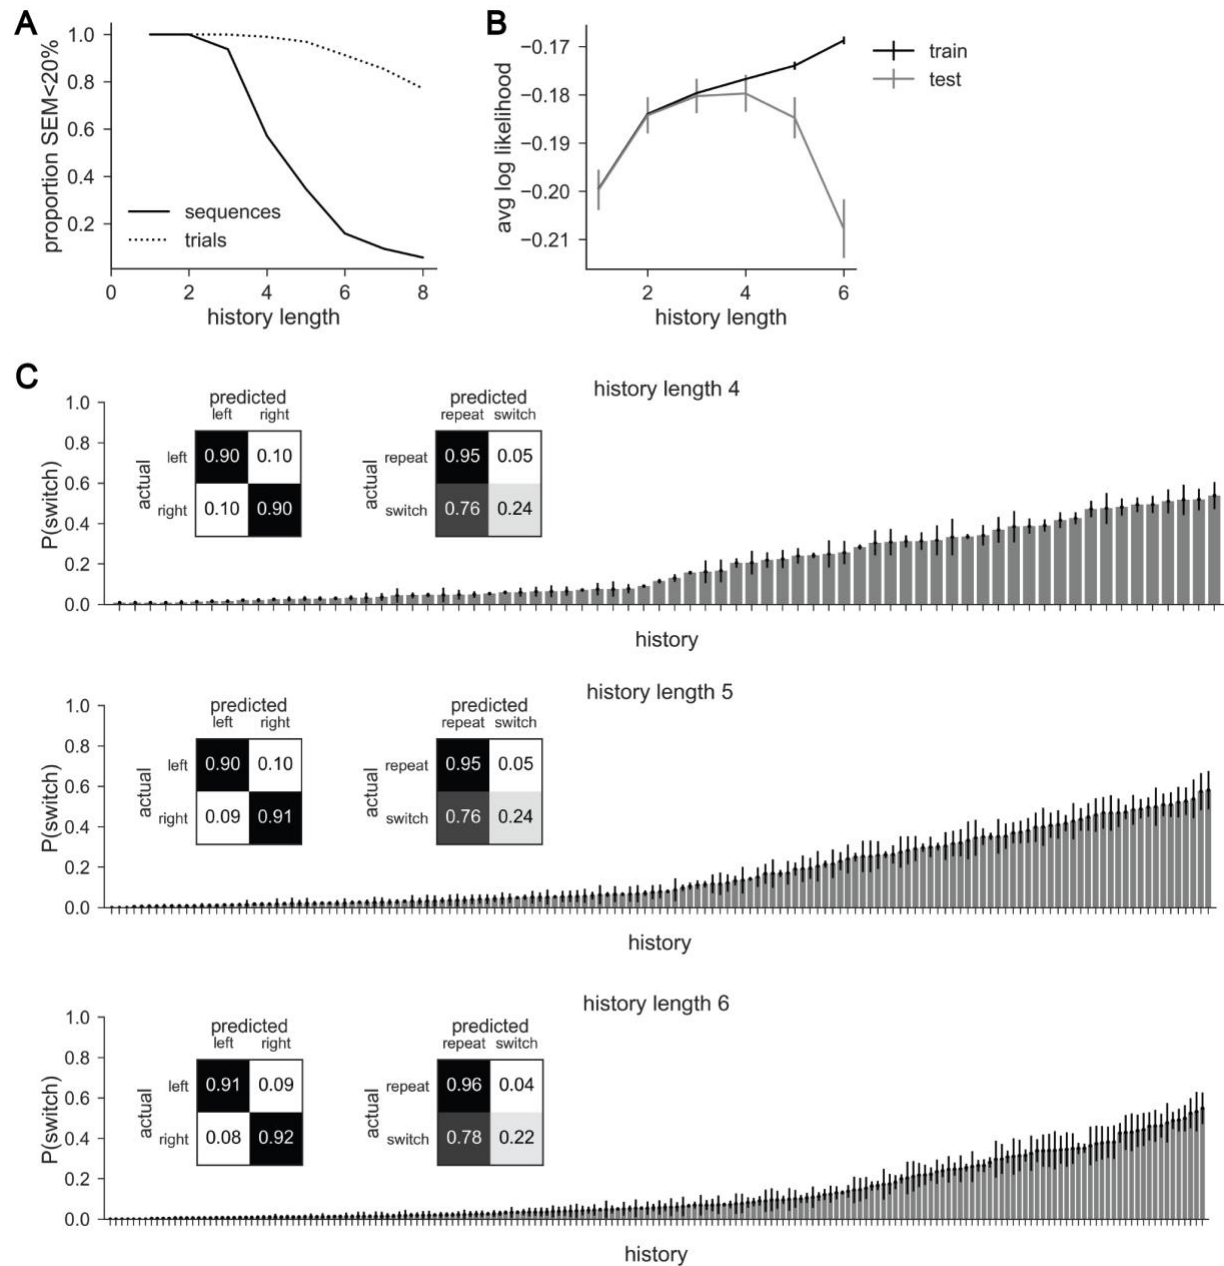 A
proportion SEM<20%
1.0
0.8
0.6
0.4
0.2
sequences
trials
0 2 4 6 8
history length
B
avg log likelihood
−0.17
−0.18
−0.19
−0.20
−0.21
2 4 6
history length
train
test
C
history length 4
P(switch)
1.0
0.8
0.6
0.4
0.2
0.0
predicted
left right
actual
left 0.90 0.10
right 0.10 0.90
predicted
repeat switch
actual
repeat 0.95 0.05
switch 0.76 0.24
history
history length 5
P(switch)
1.0
0.8
0.6
0.4
0.2
0.0
predicted
left right
actual
left 0.90 0.10
right 0.09 0.91
predicted
repeat switch
actual
repeat 0.95 0.05
switch 0.76 0.24
history
history length 6
P(switch)
1.0
0.8
0.6
0.4
0.2
0.0
predicted
left right
actual
left 0.91 0.09
right 0.08 0.92
predicted
repeat switch
actual
repeat 0.96 0.04
switch 0.78 0.22
history